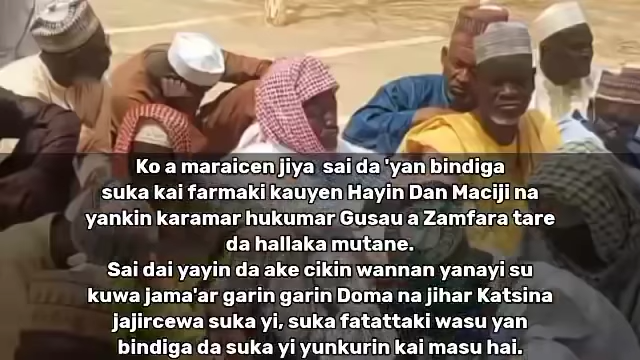 Ko a maraicen jiya sai da 'yan bindiga
suka kai farmaki kauyen Hayin Dan Maciji na
yankin karamar hukumar Gusau a Zamfara tare
da hallaka mutane.
Sai dai yayin da ake cikin wannan yanayi su
kuwa jama'ar garin garin Doma na jihar Katsina
jajircewa suka yi, suka fatattaki wasu yan
bindiga da suka yi yunkurin kai masu hai.